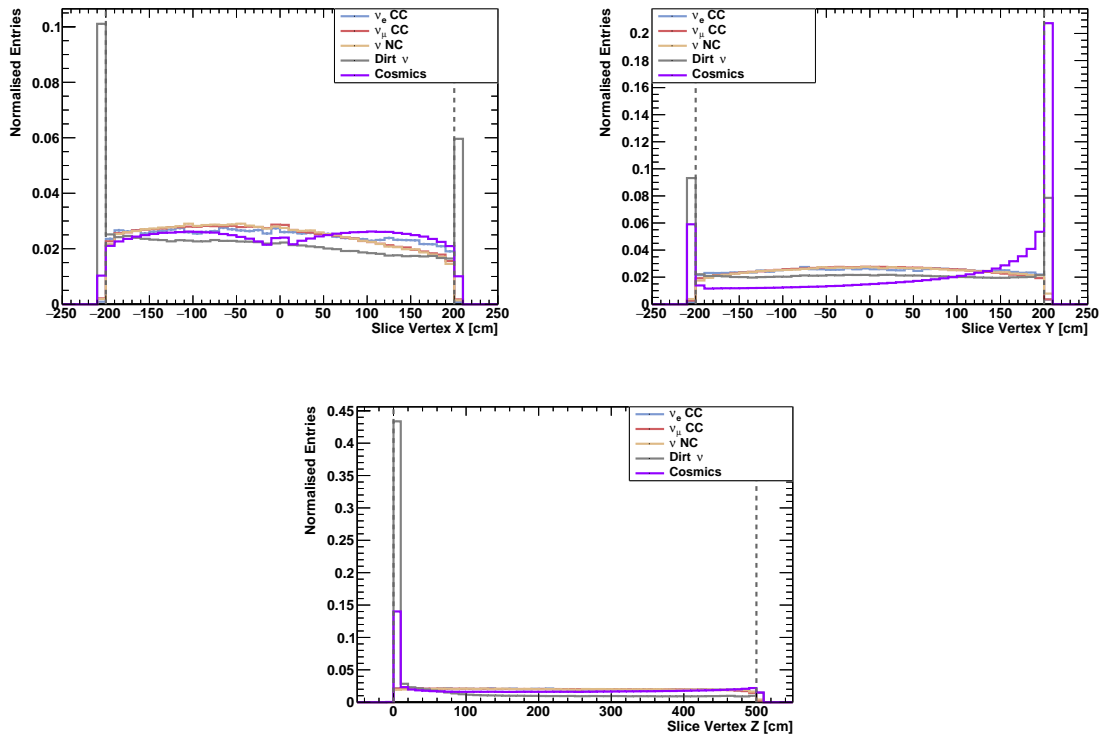 Normalised Entries
0.1
0.08
0.06
0.04
0.02
0
−250 −200 −150 −100 −50 0 50 100 150 200 250
Slice Vertex X [cm]
νe CC
νμ CC
ν NC
Dirt ν
Cosmics
Normalised Entries
0.2
0.18
0.16
0.14
0.12
0.1
0.08
0.06
0.04
0.02
0
−250 −200 −150 −100 −50 0 50 100 150 200 250
Slice Vertex Y [cm]
νe CC
νμ CC
ν NC
Dirt ν
Cosmics
Normalised Entries
0.45
0.4
0.35
0.3
0.25
0.2
0.15
0.1
0.05
0
0 100 200 300 400 500
Slice Vertex Z [cm]
νe CC
νμ CC
ν NC
Dirt ν
Cosmics